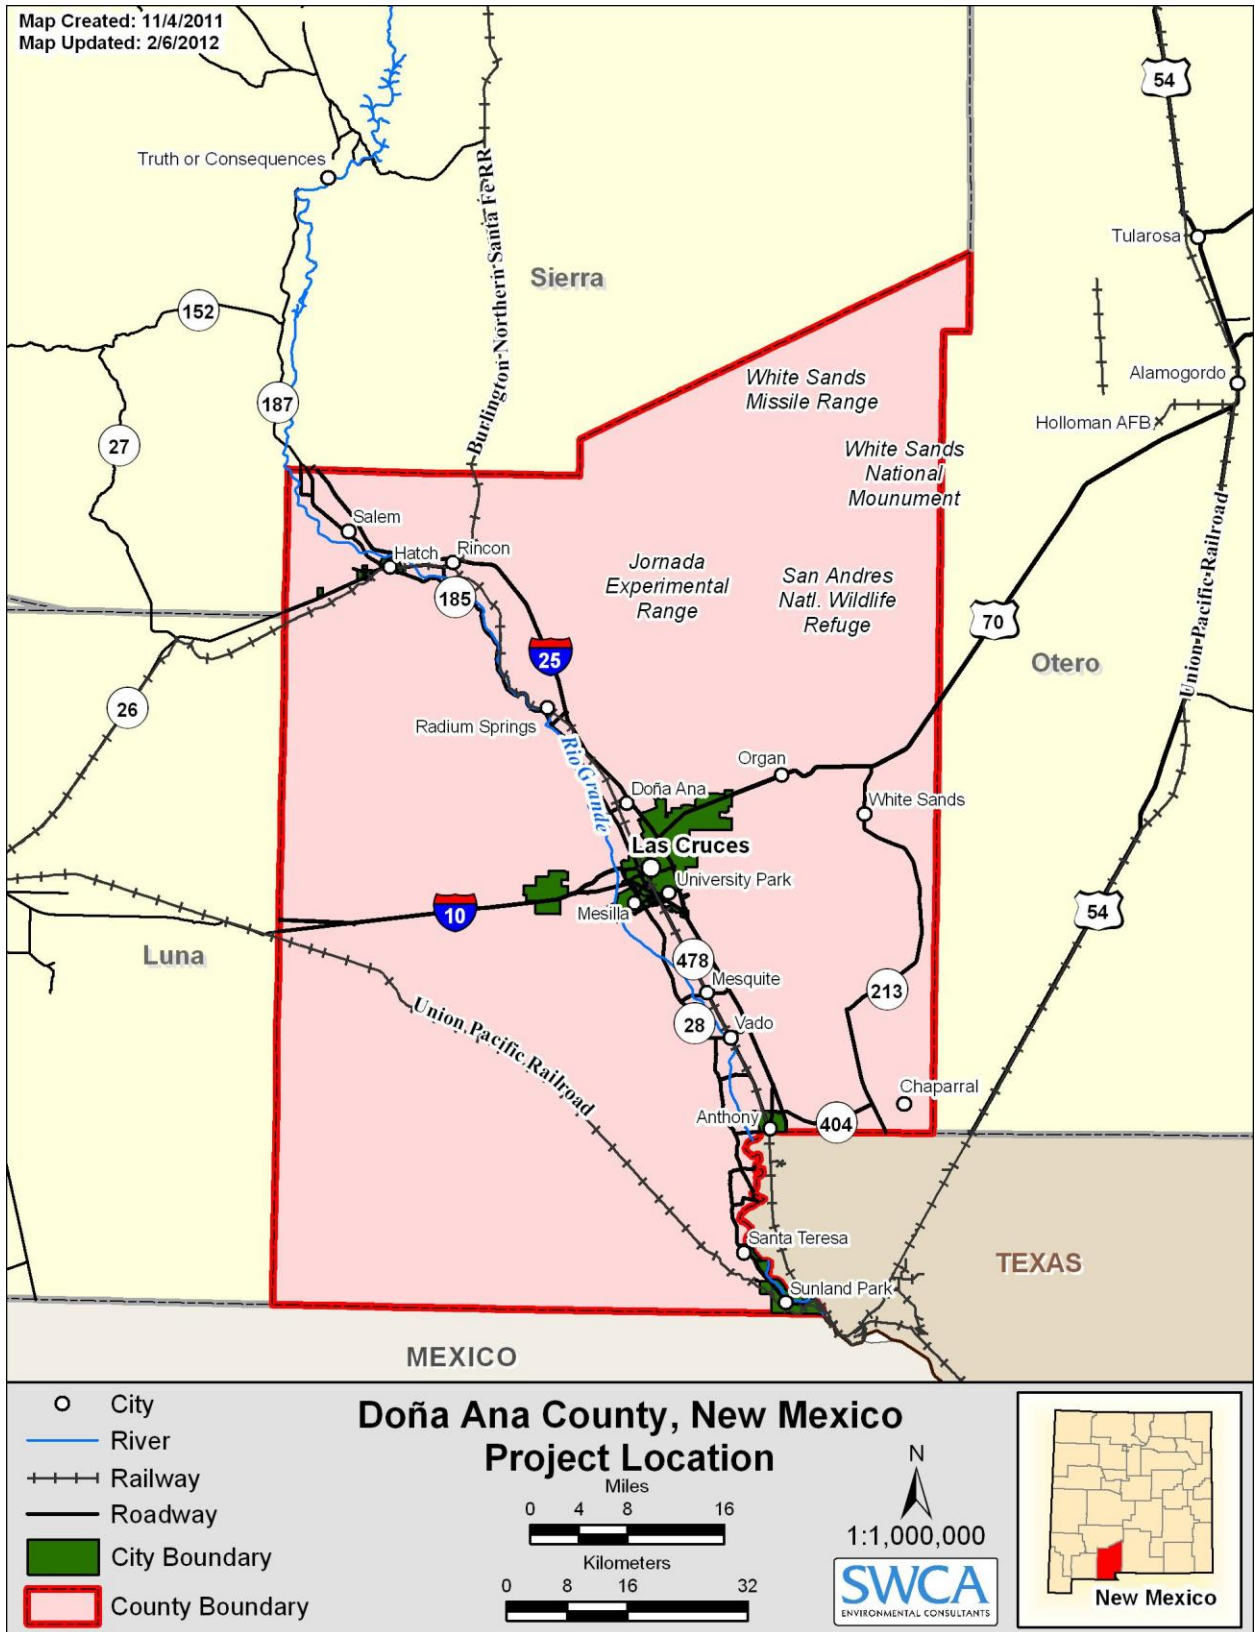 Map Created: 11/4/2011
Map Updated: 2/6/2012
54
Truth or Consequences
Burlington-Northern-Santa Fe RR
Tularosa
Sierra
152
White Sands
Missile Range
Alamogordo
187
Holloman AFB
27
White Sands
National
Mounument
Salem
Hatch
Rincon
Jornada
Experimental
Range
San Andres
Natl. Wildlife
Refuge
185
70
Union-Pacific-Railroad
25
Otero
26
Radium Springs
Rio Grande
Organ
Doña Ana
White Sands
Las Cruces
University Park
10
Mesilla
54
Luna
478
Mesquite
213
Union Pacific Railroad
28
Vado
Chaparral
Anthony
404
Santa Teresa
TEXAS
Sunland Park
MEXICO
City
River
Railway
Roadway
City Boundary
County Boundary
Doña Ana County, New Mexico
Project Location
Miles
0 4 8 16
Kilometers
0 8 16 32
N
1:1,000,000
SWCA
ENVIRONMENTAL CONSULTANTS
New Mexico